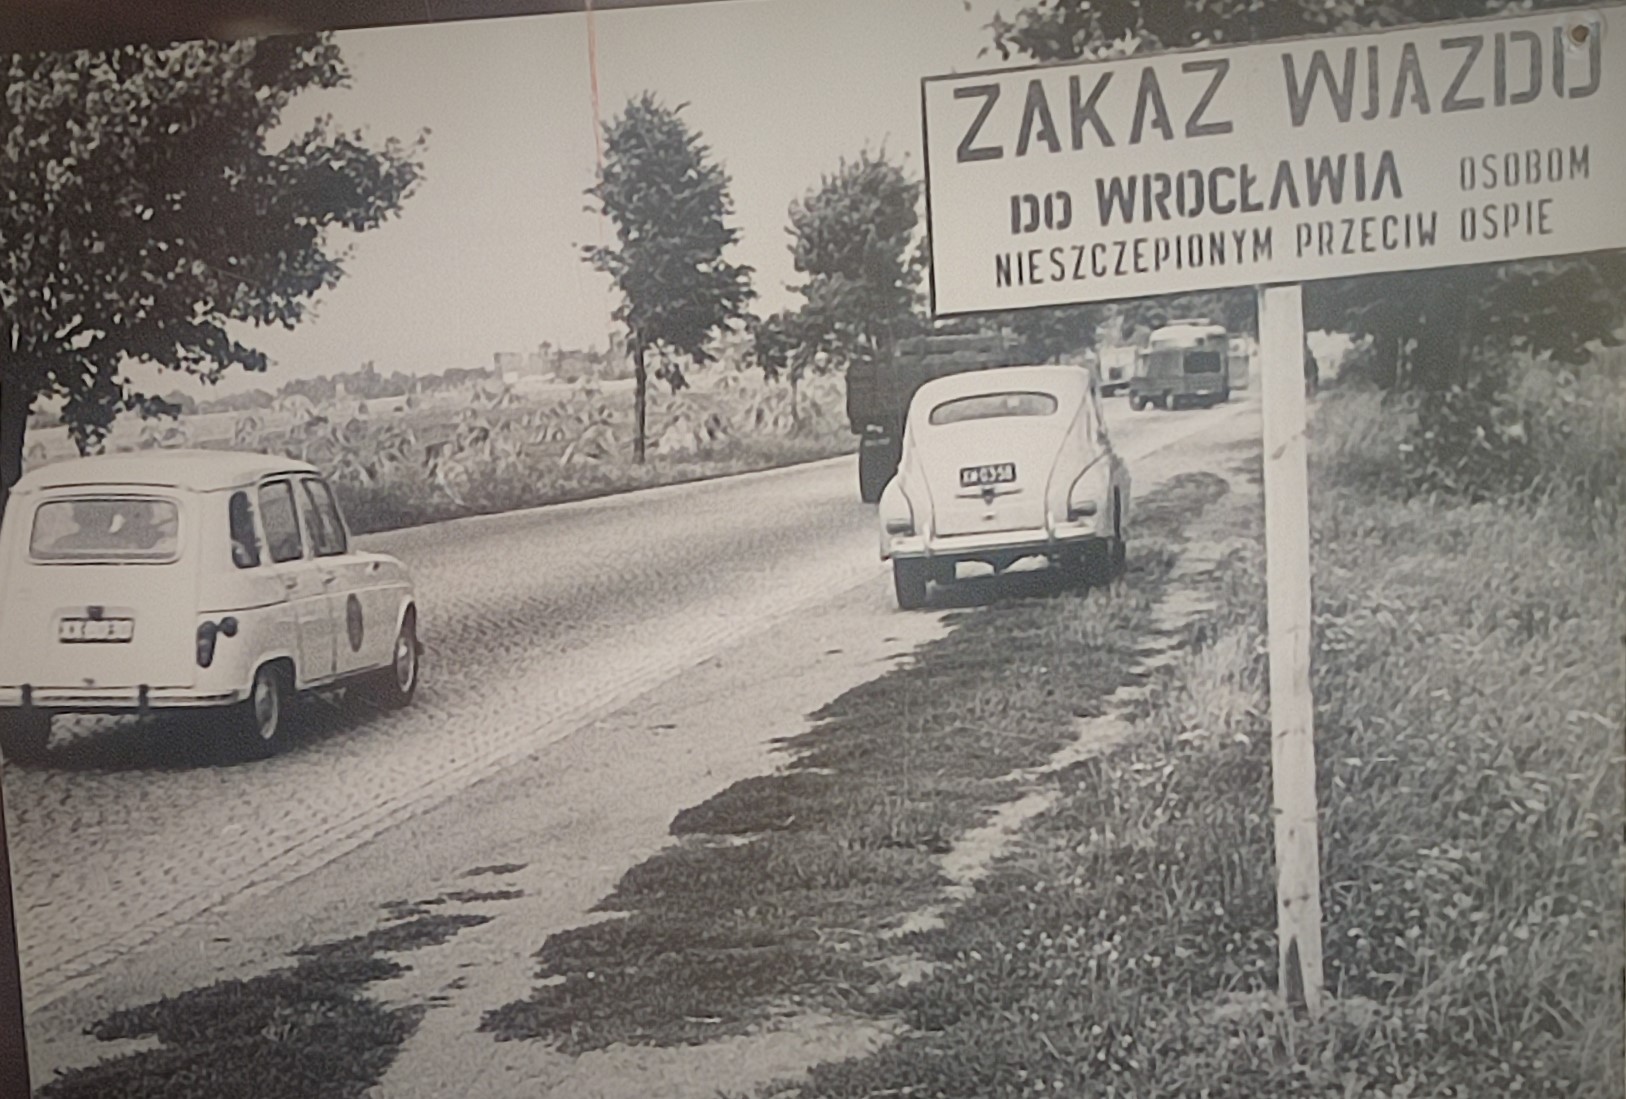 ZAKAZ WJAZDU
DO WROCŁAWIA OSOBOM
NIESZCZEPIONYM PRZECIW OSPIE